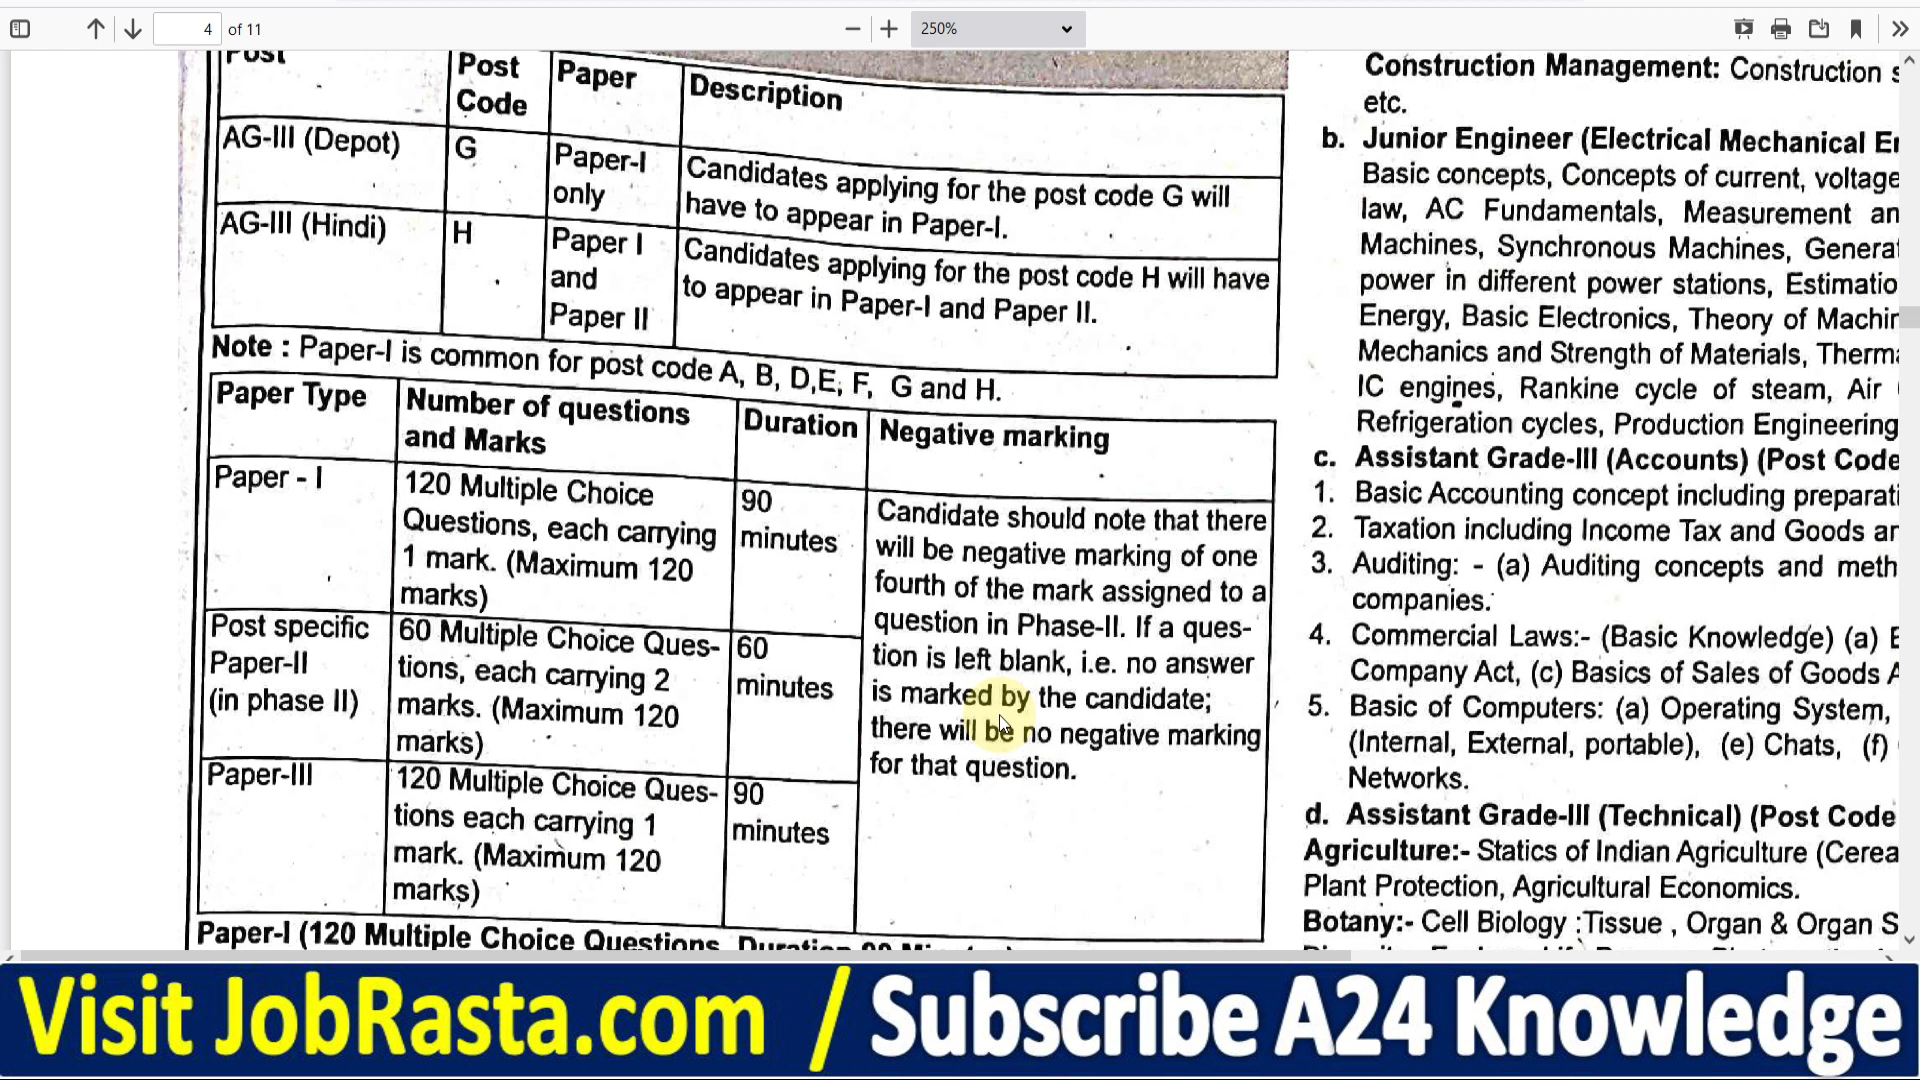 4 of 11
250%
Post
Post Code
Paper
Description
AG-III (Depot)
G
Paper-I
only
Candidates applying for the post code G will
have to appear in Paper-I.
AG-III (Hindi)
H
Paper I
and
Paper II
Candidates applying for the post code H will have
to appear in Paper-I and Paper II.
Note : Paper-I is common for post code A, B, D,E, F, G and H.
Paper Type
Number of questions
and Marks
Duration
Negative marking
Paper - I
120 Multiple Choice
Questions, each carrying
1 mark. (Maximum 120
marks)
90
minutes
Candidate should note that there
will be negative marking of one
fourth of the mark assigned to a
question in Phase-II. If a ques-
tion is left blank, i.e. no answer
is marked by the candidate;
there will be no negative marking
for that question.
Post specific
Paper-II
(in phase II)
60 Multiple Choice Ques-
tions, each carrying 2
marks. (Maximum 120
marks)
60
minutes
Paper-III
120 Multiple Choice Ques-
tions each carrying 1
mark. (Maximum 120
marks)
90
minutes
Paper-I (120 Multiple Choice Questions, Duration 90
Construction Management: Construction
etc.
b. Junior Engineer (Electrical Mechanical
Basic concepts, Concepts of current, voltage
law, AC Fundamentals, Measurement
Machines, Synchronous Machines,
power in different power stations,
Energy, Basic Electronics, Theory of
Mechanics and Strength of Materials,
IC engines, Rankine cycle of steam, Air
Refrigeration cycles, Production Engineering
c. Assistant Grade-III (Accounts) (Post Code
1. Basic Accounting concept including
2. Taxation including Income Tax and Goods
3. Auditing: - (a) Auditing concepts and
companies.
4. Commercial Laws:- (Basic Knowledge) (a)
Company Act, (c) Basics of Sales of Goods
5. Basic of Computers: (a) Operating System,
(Internal, External, portable), (e) Chats, (f)
Networks.
d. Assistant Grade-III (Technical) (Post Code
Agriculture:- Statics of Indian Agriculture
Plant Protection, Agricultural Economics.
Botany:- Cell Biology :Tissue , Organ & Organ
Visit JobRasta.com / Subscribe A24 Knowledge